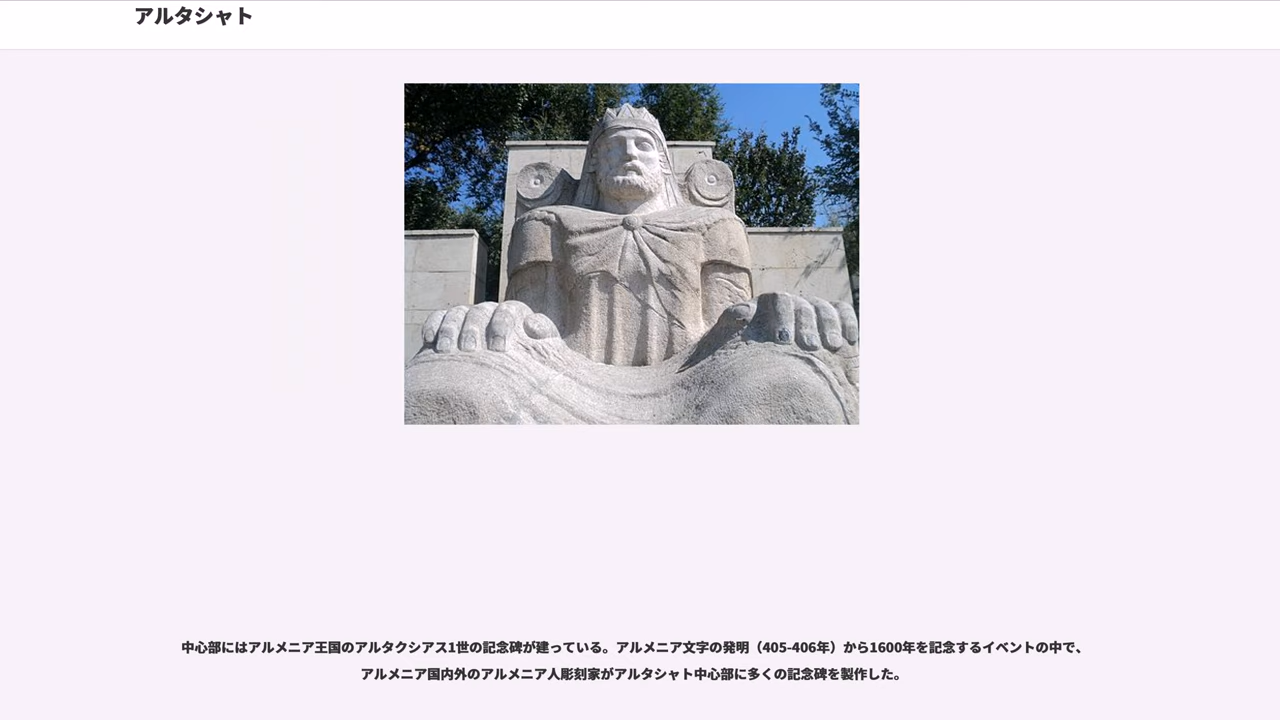 アルタシャト
中心部にはアルメニア王国のアルタクシアス1世の記念碑が建っている。アルメニア文字の発明（405-406年）から1600年を記念するイベントの中で、
アルメニア国内外のアルメニア人彫刻家がアルタシャト中心部に多くの記念碑を製作した。